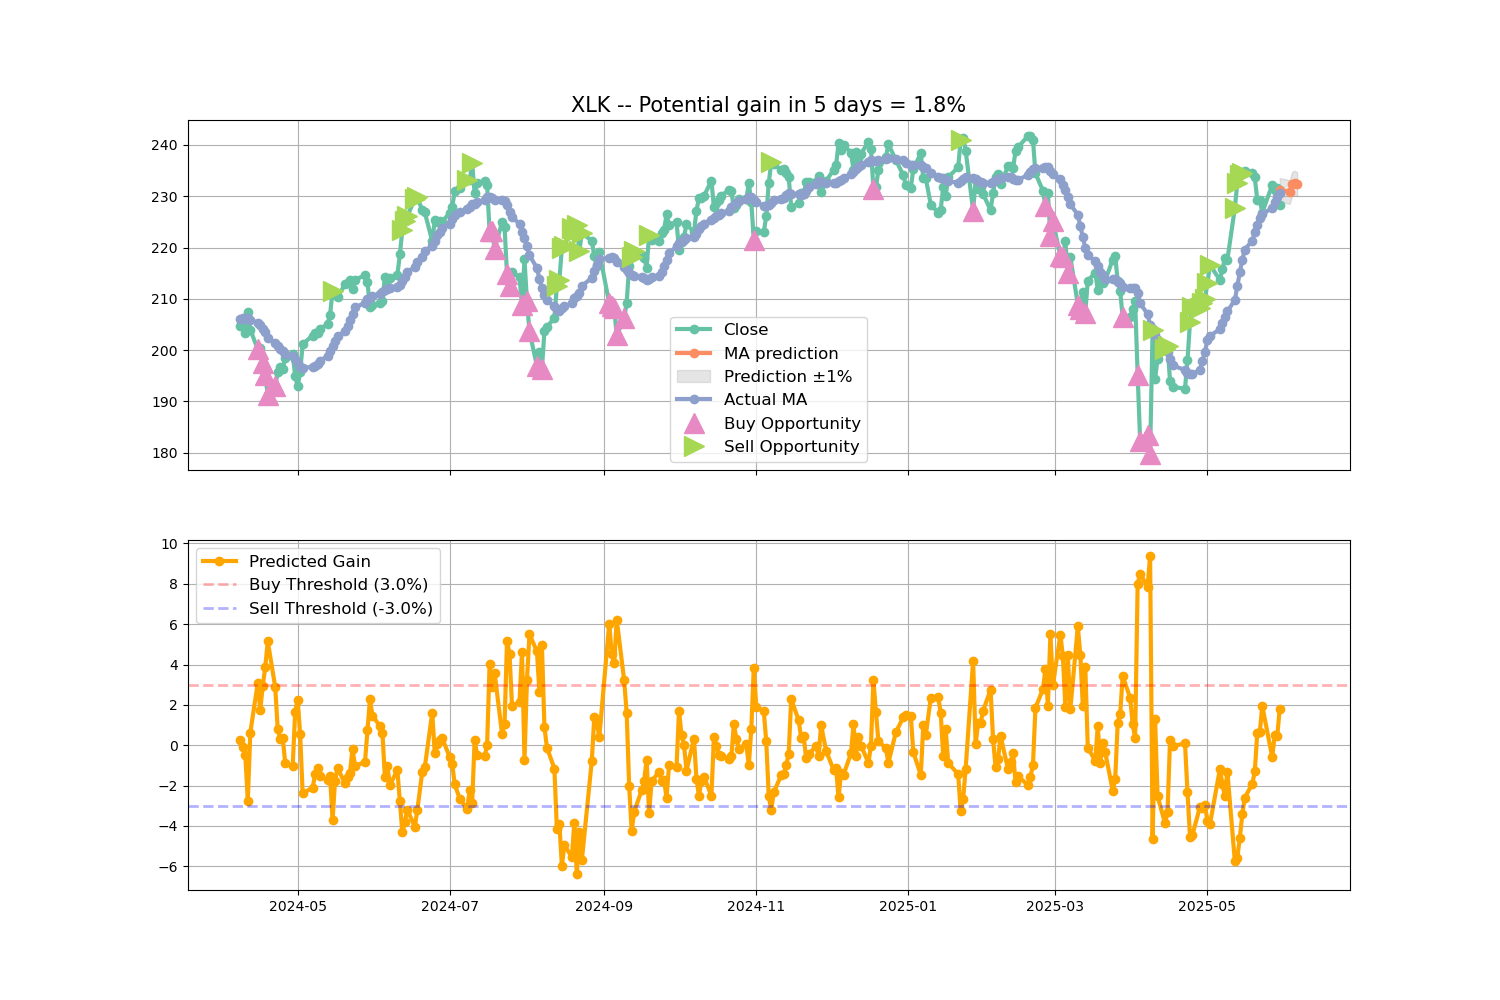 XLK -- Potential gain in 5 days = 1.8%
240
230
220
210
200
190
180
Close
MA prediction
Prediction ±1%
Actual MA
Buy Opportunity
Sell Opportunity
10
8
6
4
2
0
−2
−4
−6
Predicted Gain
Buy Threshold (3.0%)
Sell Threshold (-3.0%)
2024-05
2024-07
2024-09
2024-11
2025-01
2025-03
2025-05